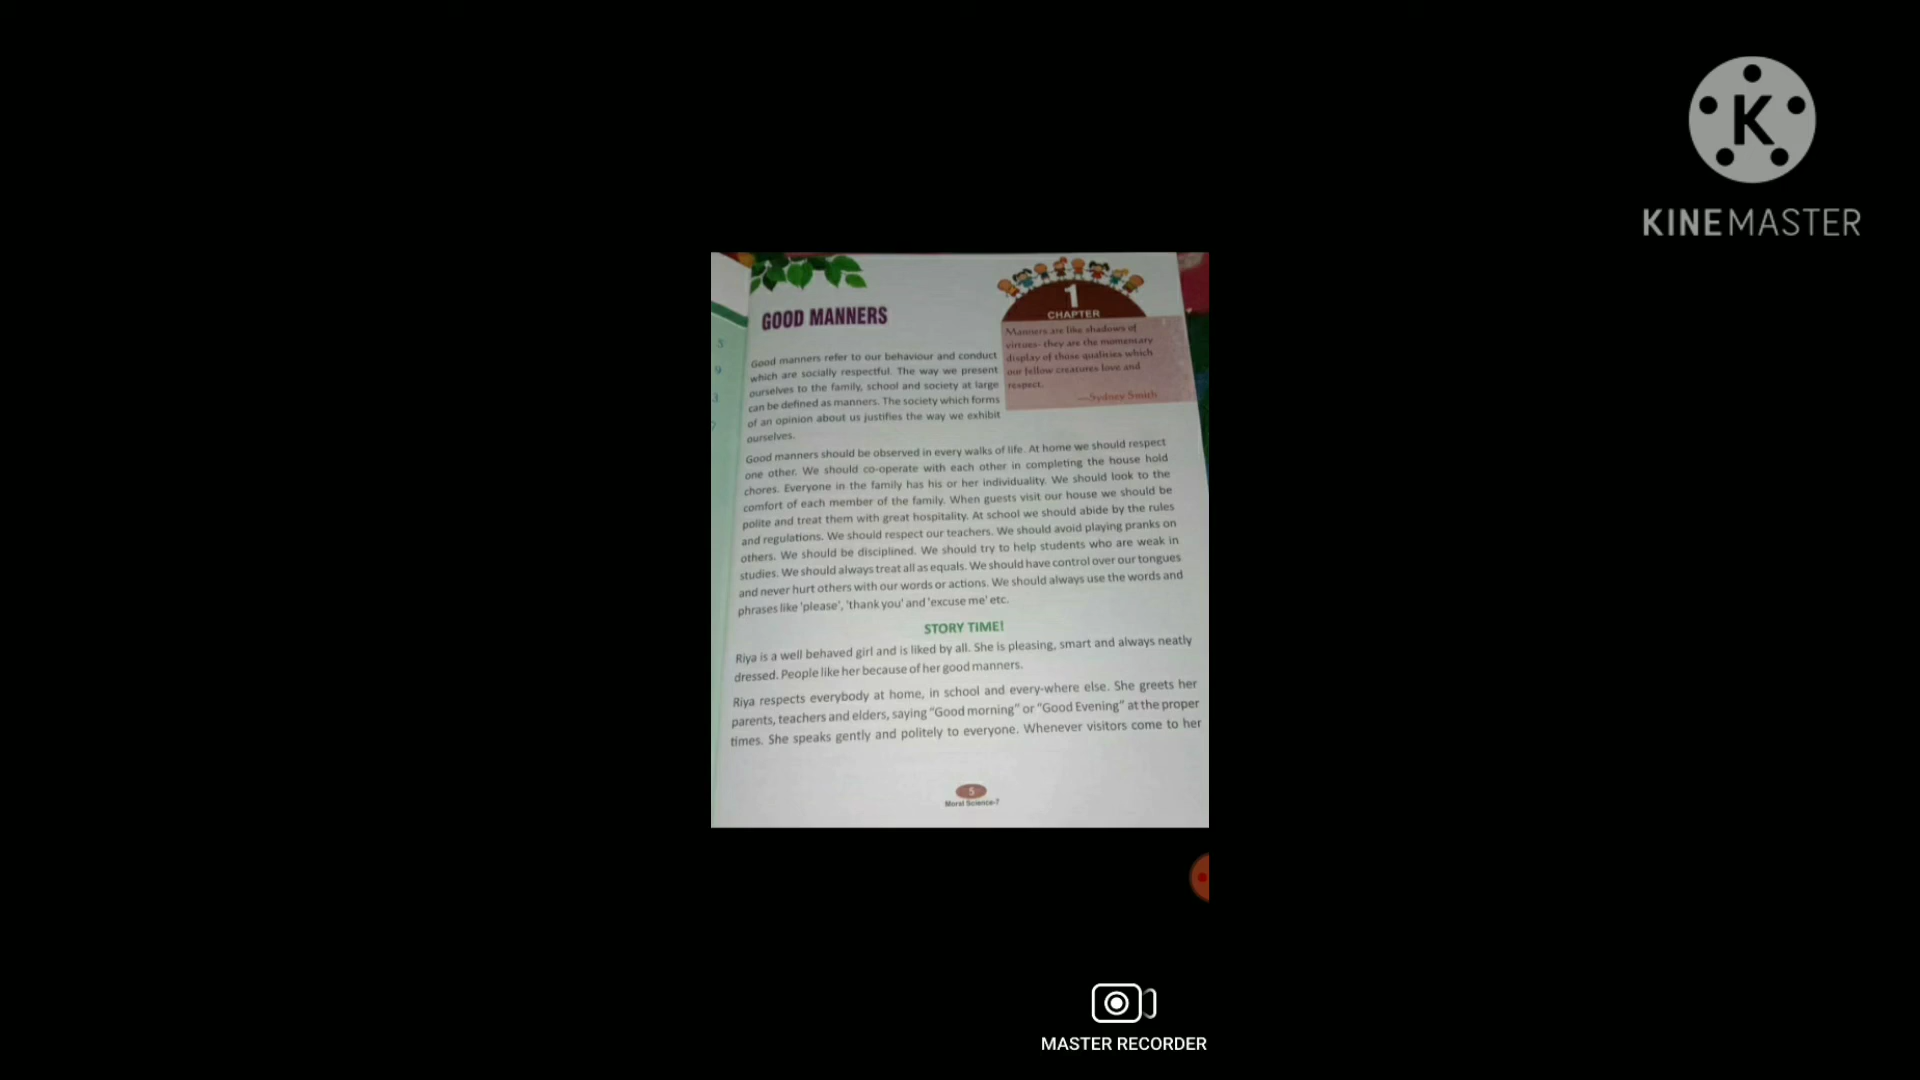 KINEMASTER
GOOD MANNERS
1
CHAPTER
Manners are like shadows of
virtues- they are the momentary
display of those qualities which
our fellow creatures love and
respect.
—Sydney Smith
Good manners refer to our behaviour and conduct
which are socially respectful. The way we present
ourselves to the family, school and society at large
can be defined as manners. The society which forms
of an opinion about us justifies the way we exhibit
ourselves.
Good manners should be observed in every walks of life. At home we should respect
one other. We should co-operate with each other in completing the house hold
chores. Everyone in the family has his or her individuality. We should look to the
comfort of each member of the family. When guests visit our house we should be
polite and treat them with great hospitality. At school we should abide by the rules
and regulations. We should respect our teachers. We should avoid playing pranks on
others. We should be disciplined. We should try to help students who are weak in
studies. We should always treat all as equals. We should have control over our tongues
and never hurt others with our words or actions. We should always use the words and
phrases like 'please', 'thank you' and 'excuse me' etc.
STORY TIME!
Riya is a well behaved girl and is liked by all. She is pleasing, smart and always neatly
dressed. People like her because of her good manners.
Riya respects everybody at home, in school and every-where else. She greets her
parents, teachers and elders, saying "Good morning" or "Good Evening" at the proper
times. She speaks gently and politely to everyone. Whenever visitors come to her
5
Moral Science-7
MASTER RECORDER